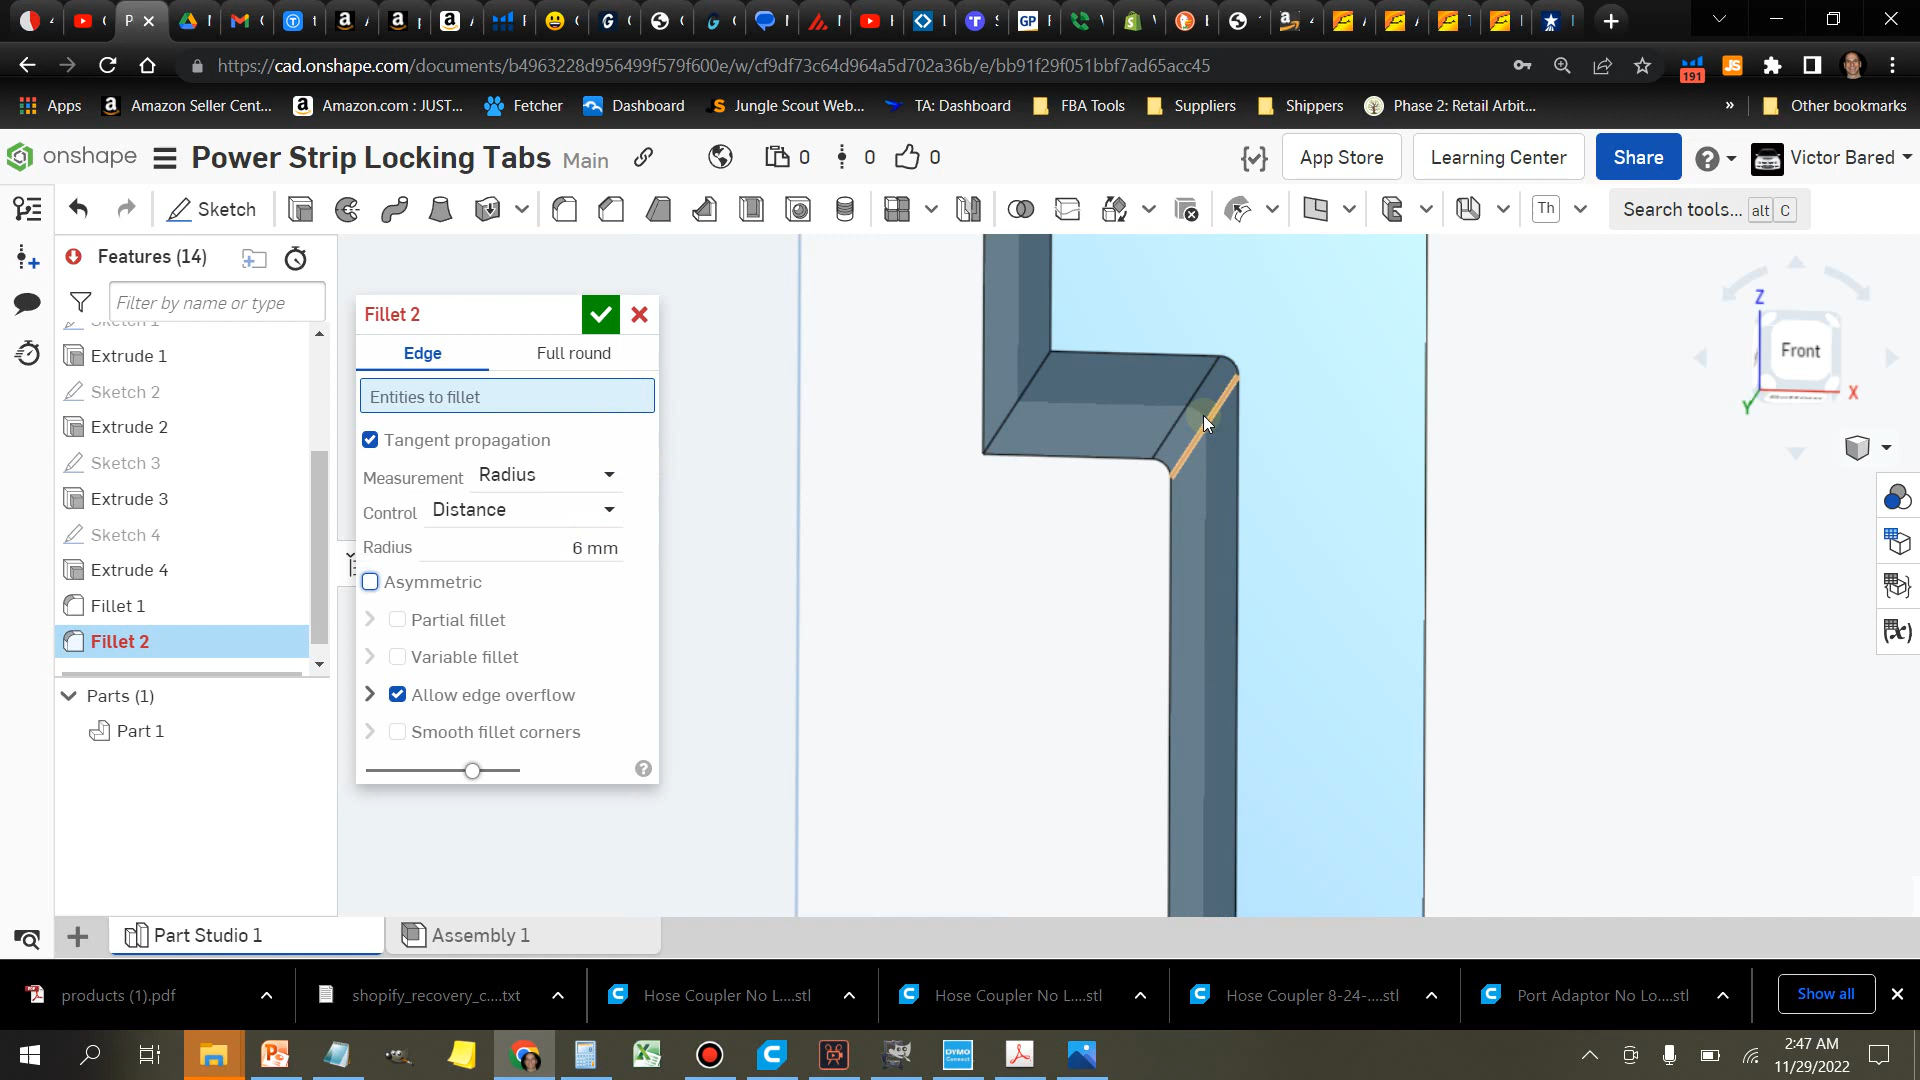 https://cad.onshape.com/documents/b4963228d956499f579f600e/w/cf9df73c64d964a5d702a36b/e/bb91f29f051bbf7ad65acc45
191
Apps
Amazon Seller Cent...
Amazon.com : JUST...
Fetcher
Dashboard
Jungle Scout Web...
TA: Dashboard
FBA Tools
Suppliers
Shippers
Phase 2: Retail Arbit...
»
Other bookmarks
onshape
Power Strip Locking Tabs
Main
0
0
0
App Store
Learning Center
Share
Victor Bared
Sketch
Th
Search tools...
alt
C
Features (14)
Filter by name or type
Sketch 1
Extrude 1
Sketch 2
Extrude 2
Sketch 3
Extrude 3
Sketch 4
Extrude 4
Fillet 1
Fillet 2
Parts (1)
Part 1
Fillet 2
Edge
Full round
Entities to fillet
Tangent propagation
Measurement
Radius
Control
Distance
Radius
6 mm
Asymmetric
Partial fillet
Variable fillet
Allow edge overflow
Smooth fillet corners
Z
Front
X
Y
Bottom
Part Studio 1
Assembly 1
products (1).pdf
shopify_recovery_c....txt
Hose Coupler No L....stl
Hose Coupler No L....stl
Hose Coupler 8-24-....stl
Port Adaptor No Lo....stl
Show all
DYMO
2:47 AM
11/29/2022